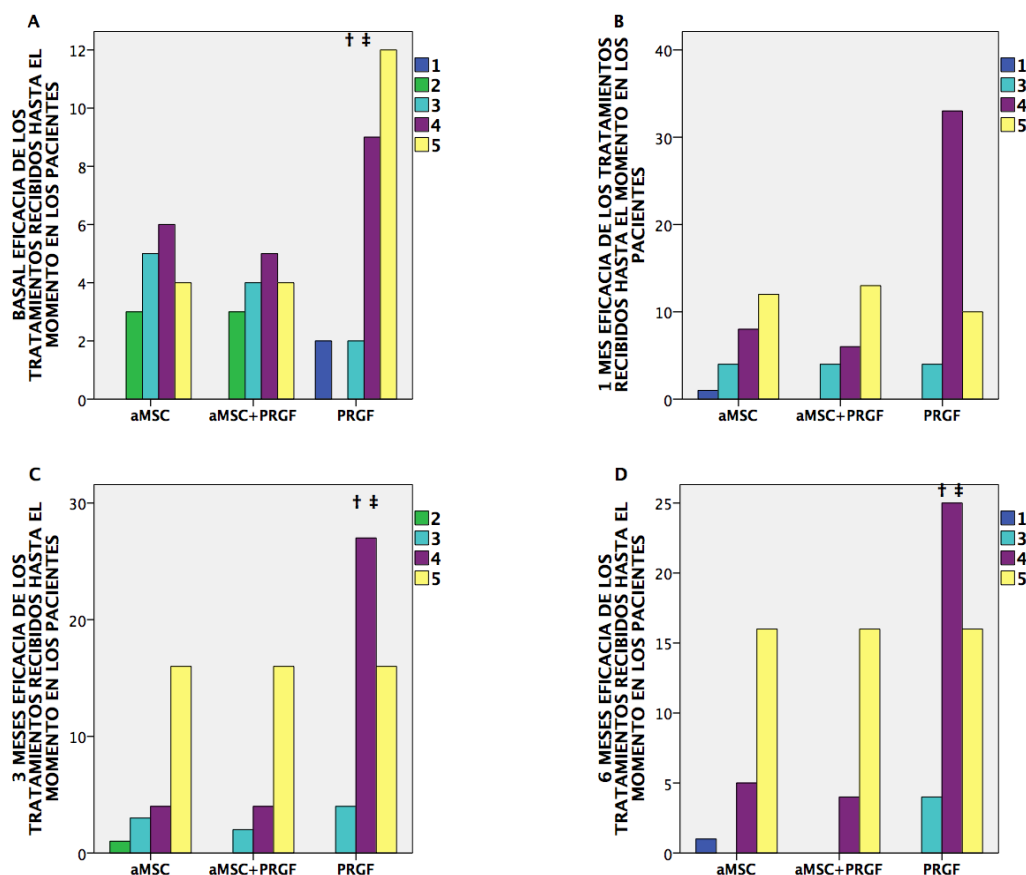 A
BASAL EFICACIA DE LOS
TRATAMIENTOS RECIBIDOS HASTA EL
MOMENTO EN LOS PACIENTES
† ‡
12
10
8
6
4
2
0
aMSC
aMSC+PRGF
PRGF
1
2
3
4
5
B
1 MES EFICACIA DE LOS TRATAMIENTOS
RECIBIDOS HASTA EL MOMENTO EN LOS
PACIENTES
40
30
20
10
0
aMSC
aMSC+PRGF
PRGF
1
3
4
5
C
3 MESES EFICACIA DE LOS
TRATAMIENTOS RECIBIDOS HASTA EL
MOMENTO EN LOS PACIENTES
† ‡
30
20
10
0
aMSC
aMSC+PRGF
PRGF
2
3
4
5
D
6 MESES EFICACIA DE LOS
TRATAMIENTOS RECIBIDOS HASTA EL
MOMENTO EN LOS PACIENTES
† ‡
25
20
15
10
5
0
aMSC
aMSC+PRGF
PRGF
1
3
4
5